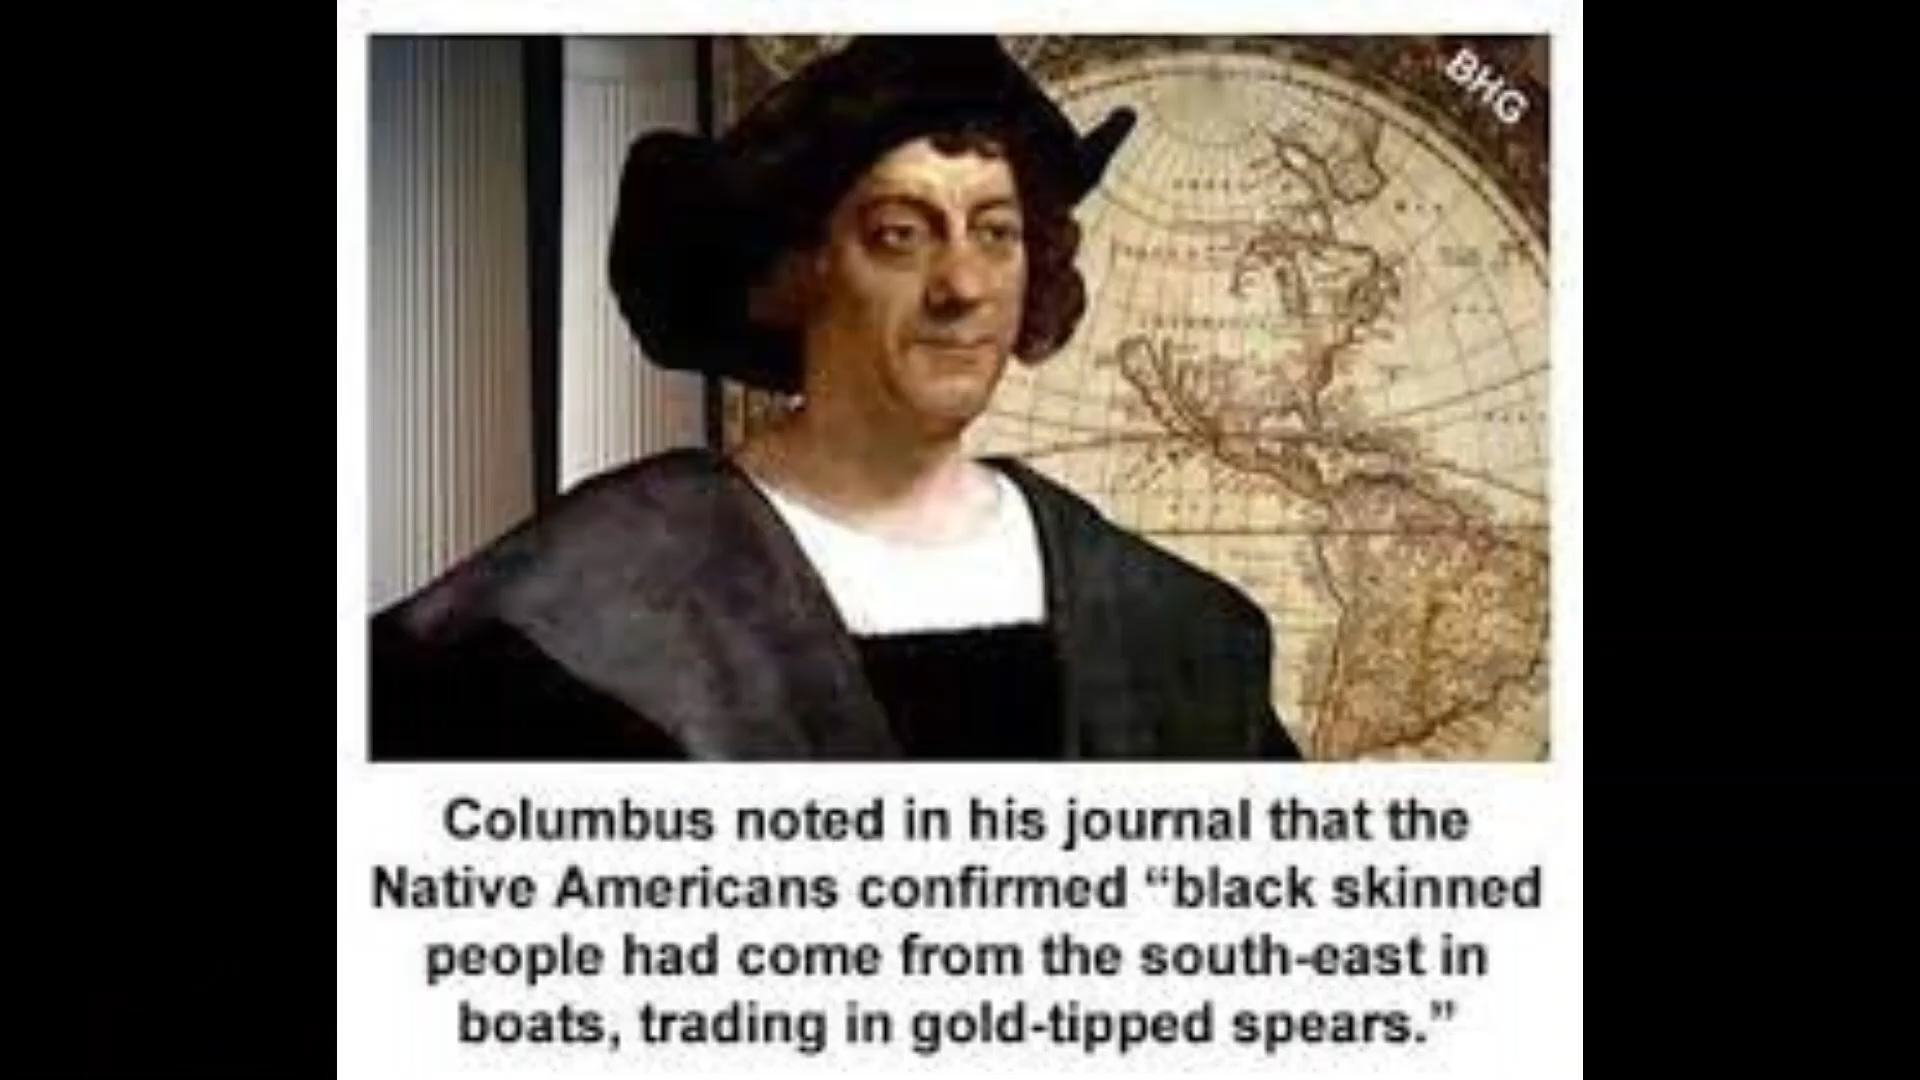 BHG
Columbus noted in his journal that the
Native Americans confirmed “black skinned
people had come from the south-east in
boats, trading in gold-tipped spears.”